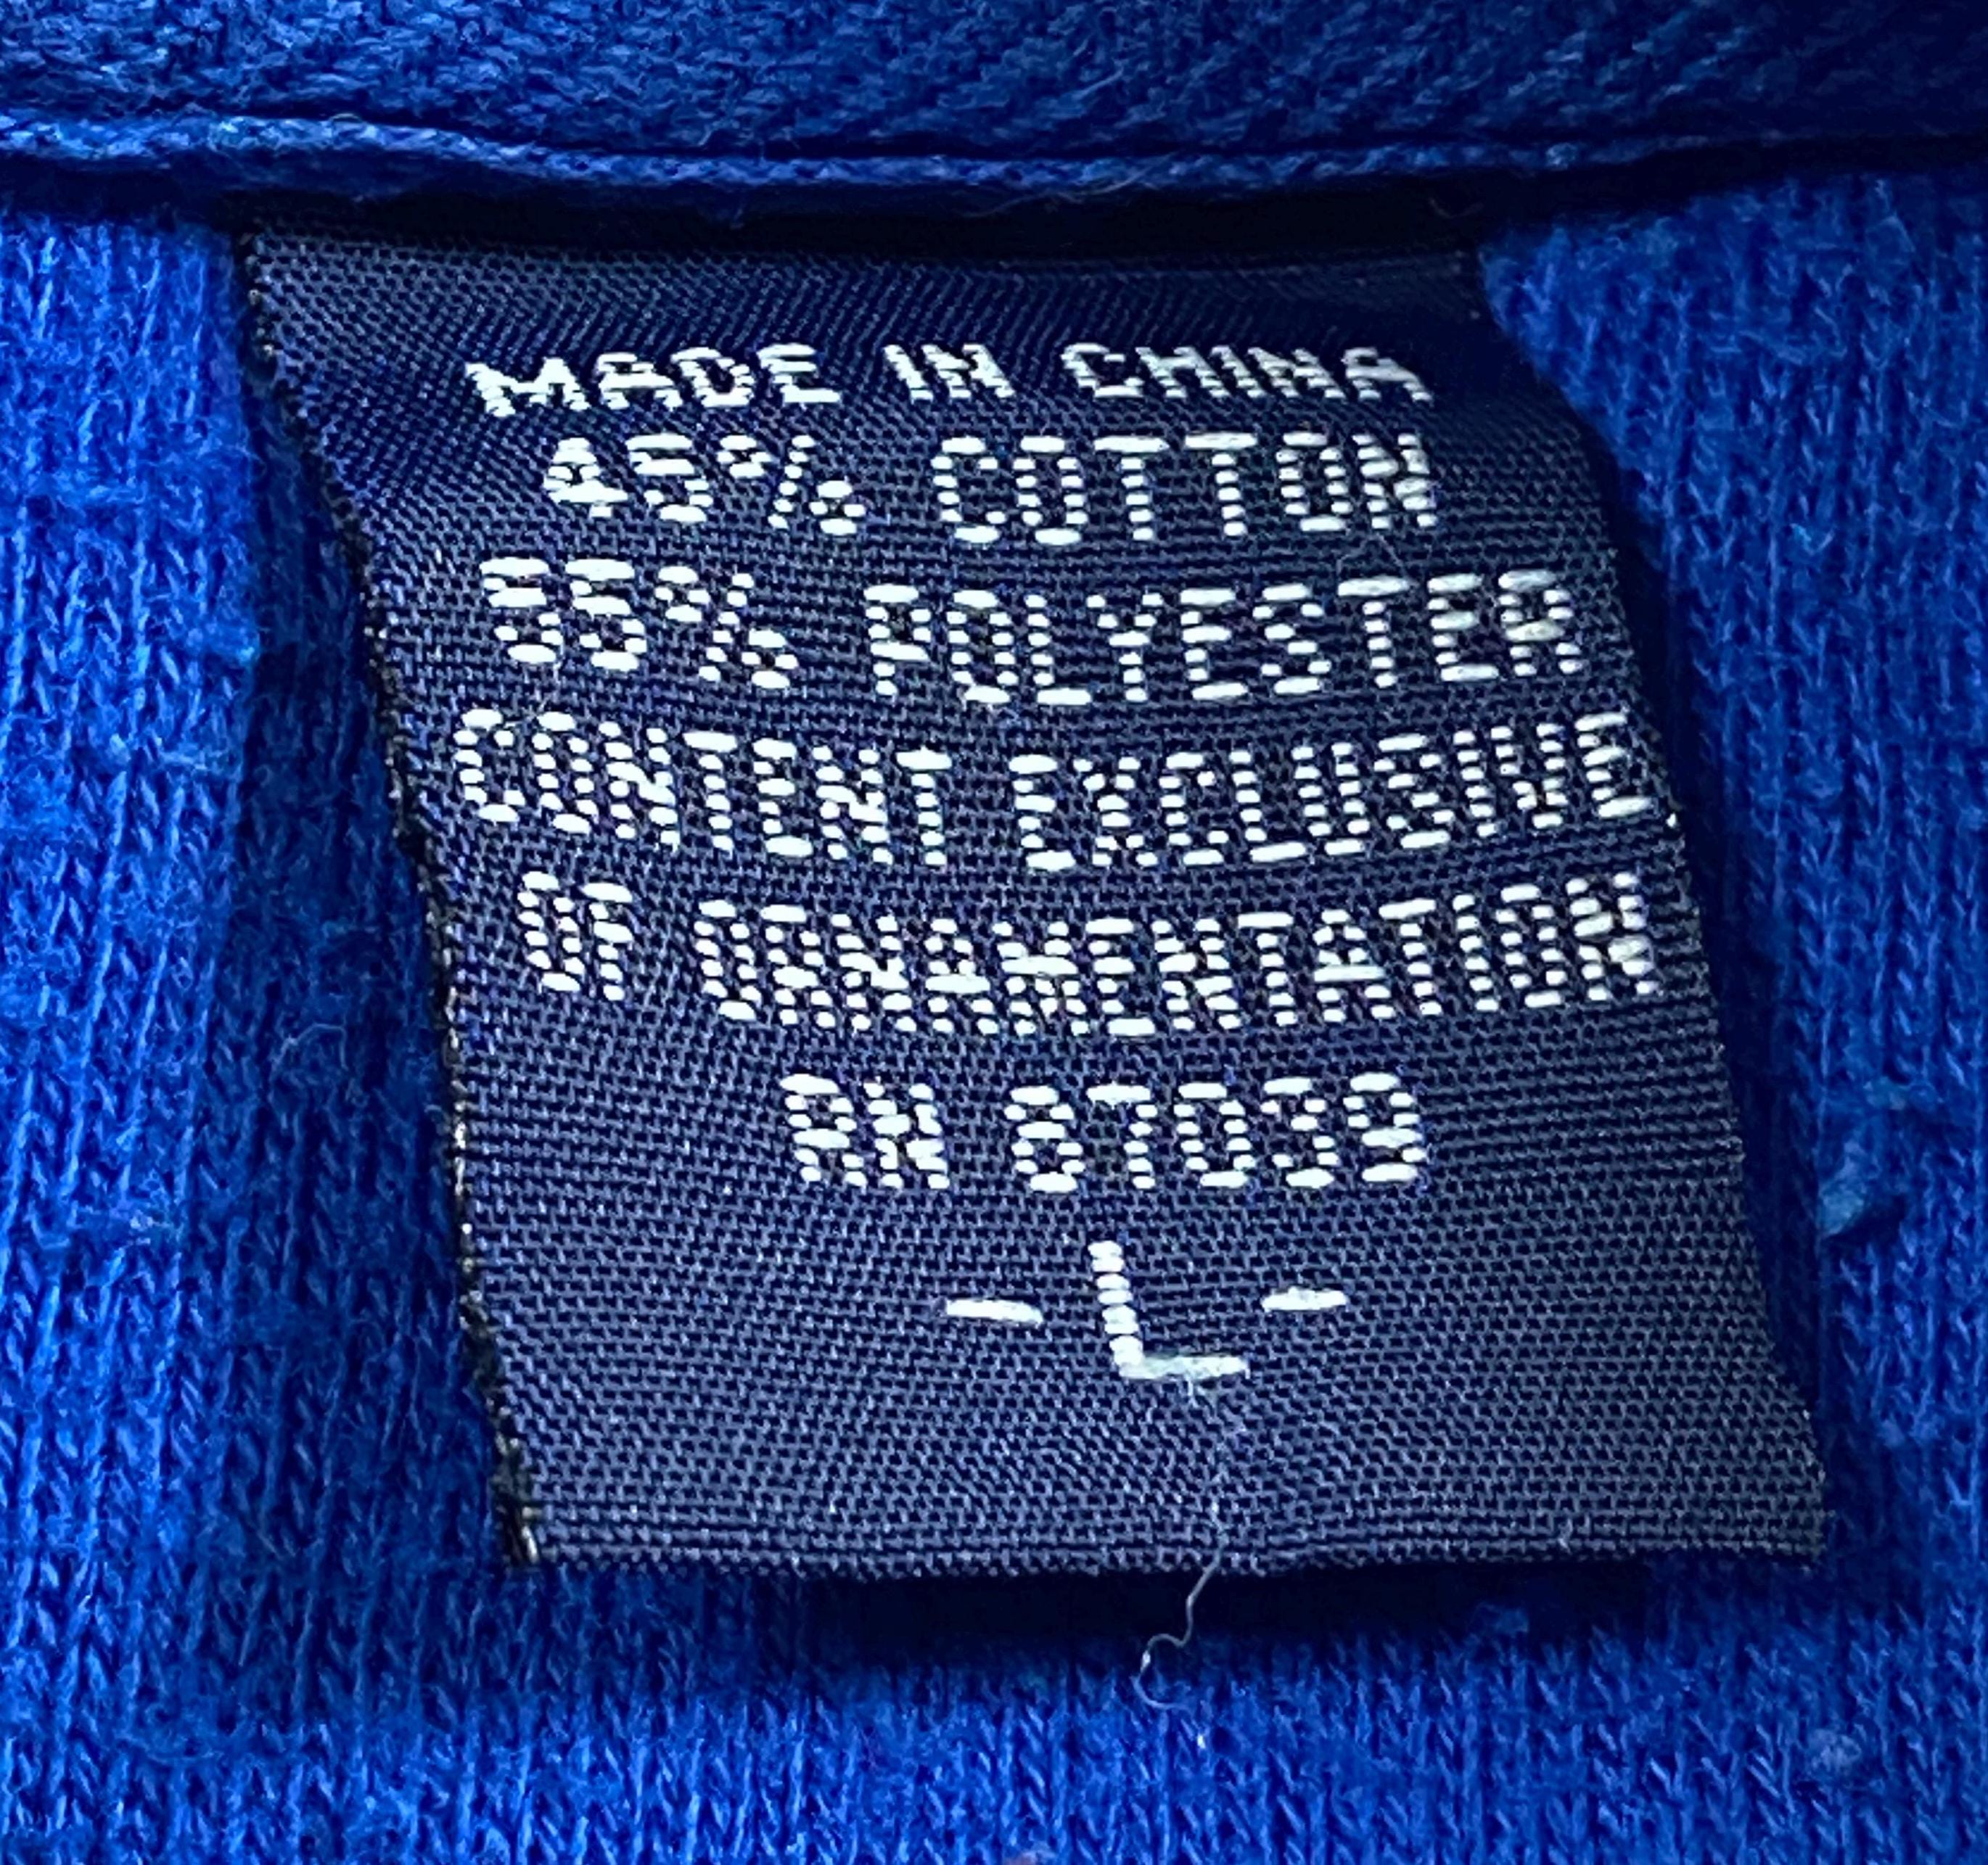 MADE IN CHINA
45% COTTON
55% POLYESTER
CONTENT EXCLUSIVE
OF ORNAMENTATION
RN 87039
-L-